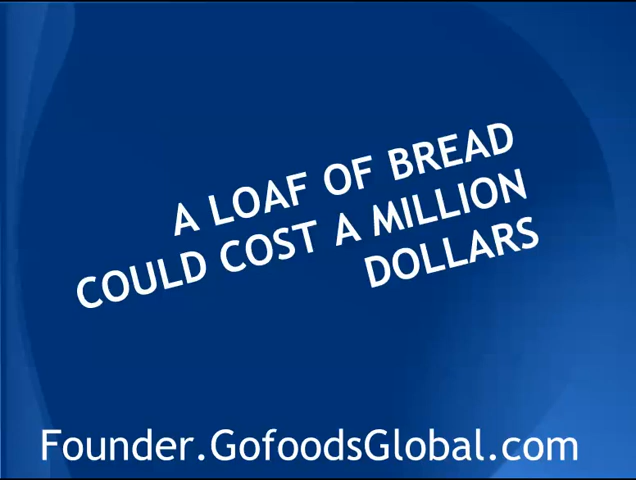 A LOAF OF BREAD
COULD COST A MILLION
DOLLARS
Founder.GofoodsGlobal.com